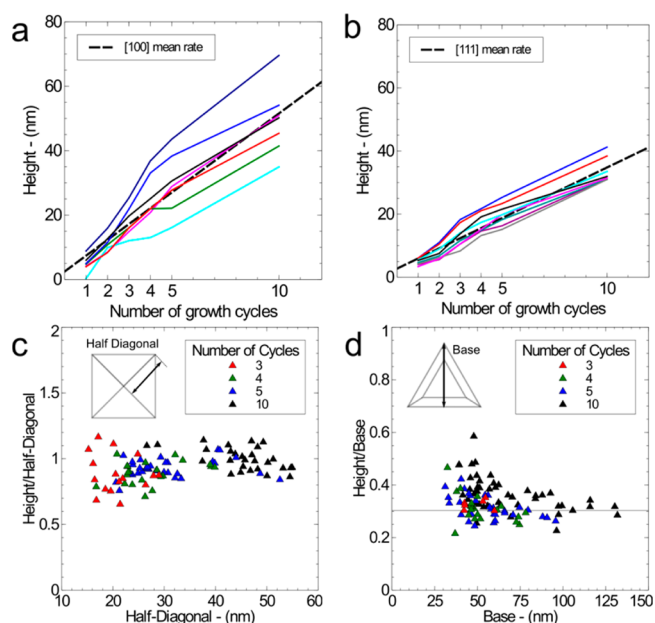 a
[100] mean rate
80
60
40
20
0
Height - (nm)
1 2 3 4 5 10
Number of growth cycles
b
[111] mean rate
80
60
40
20
0
Height - (nm)
1 2 3 4 5 10
Number of growth cycles
c
Half Diagonal
Number of Cycles
3
4
5
10
2
1.5
1
0.5
0
Height/Half-Diagonal
10 20 30 40 50 60
Half-Diagonal - (nm)
d
Base
Number of Cycles
3
4
5
10
1
0.8
0.6
0.4
0.2
0
Height/Base
0 25 50 75 100 125 150
Base - (nm)